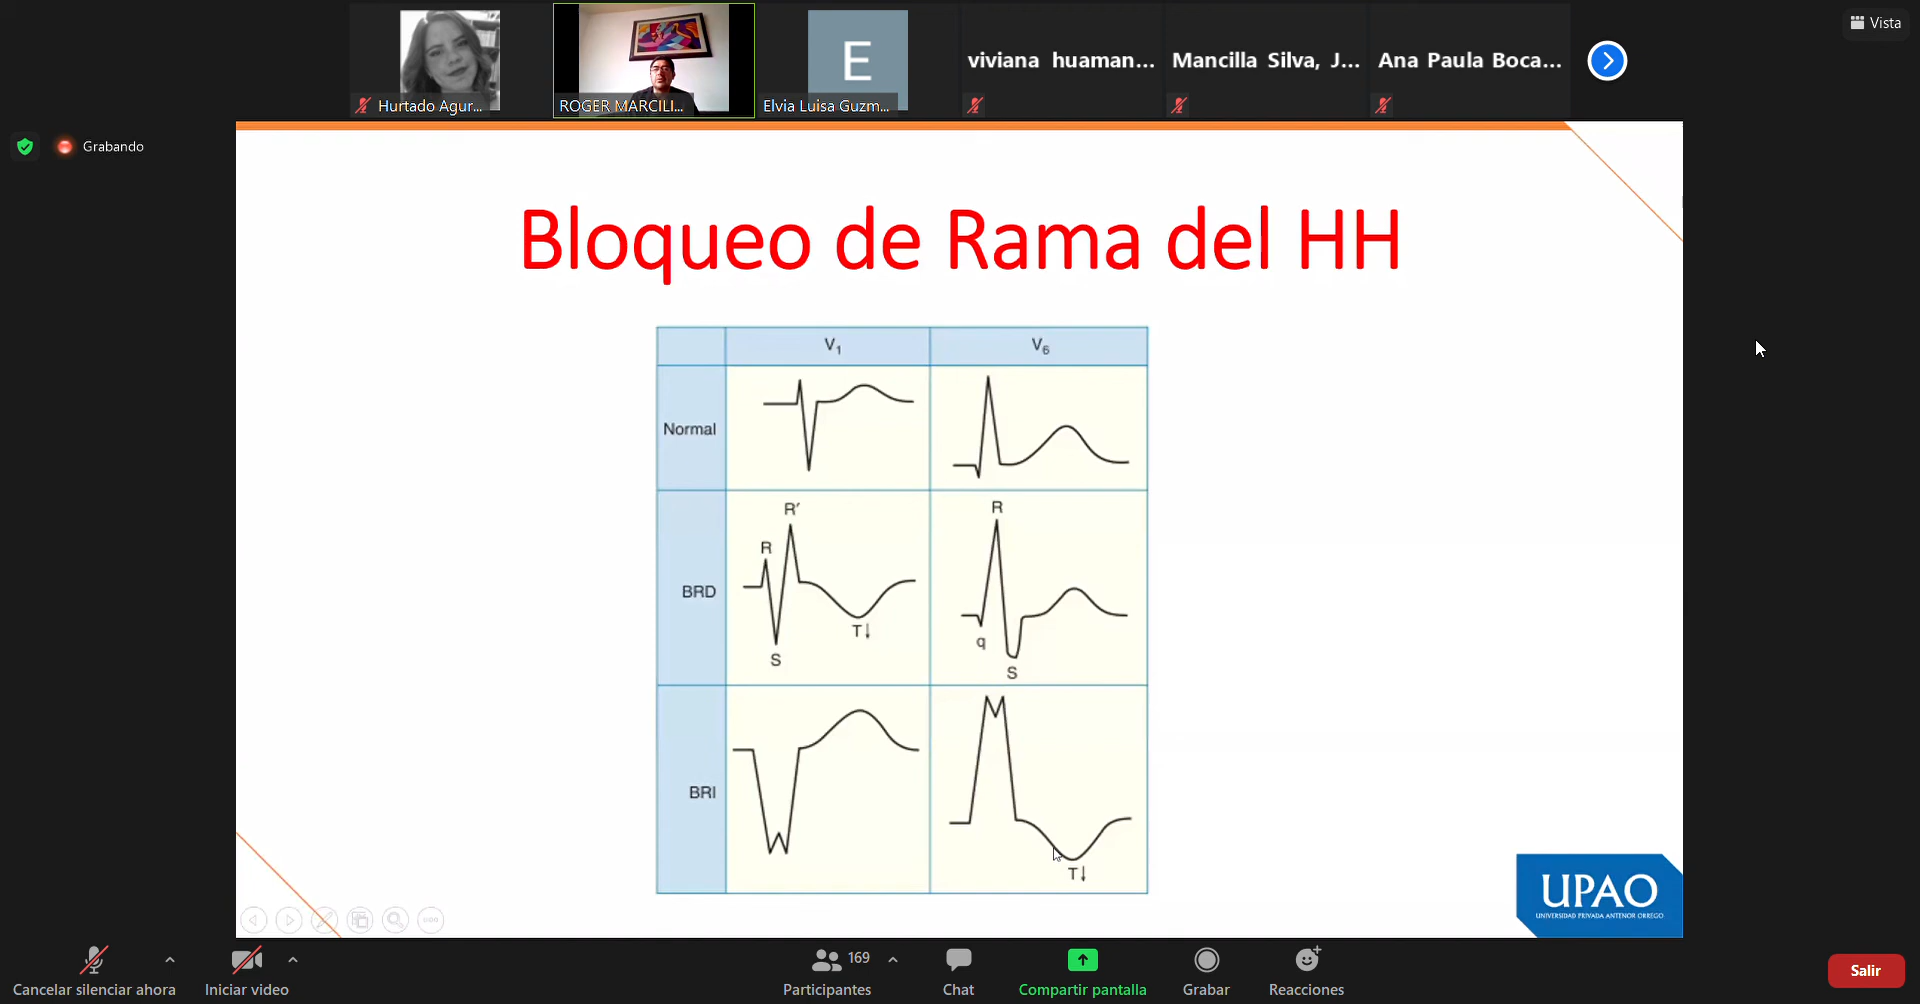 Hurtado Agur...
ROGER MARCILI...
E
Elvia Luisa Guzm...
viviana huaman...
Mancilla Silva, J...
Ana Paula Boca...
Vista
Grabando
Bloqueo de Rama del HH
V1
V6
Normal
BRD
R
R′
S
T↓
q
R
S
BRI
T↓
UPAO
UNIVERSIDAD PRIVADA ANTENOR ORREGO
Cancelar silenciar ahora
Iniciar video
169
Participantes
Chat
Compartir pantalla
Grabar
Reacciones
Salir